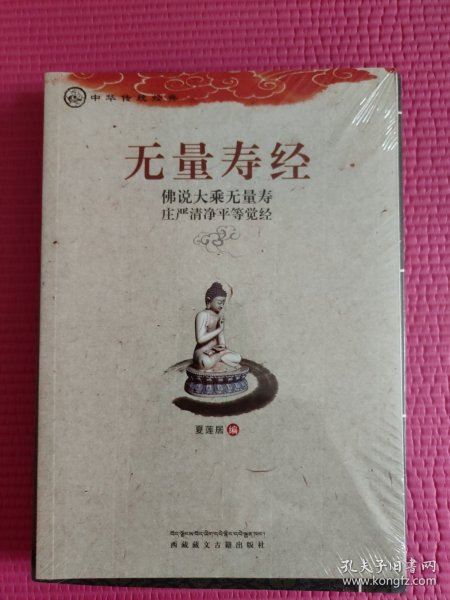 中华传统经典
无量寿经
佛说大乘无量寿
庄严清净平等觉经
夏莲居 编
西藏藏文古籍出版社
孔夫子旧书网
www.kongfz.com